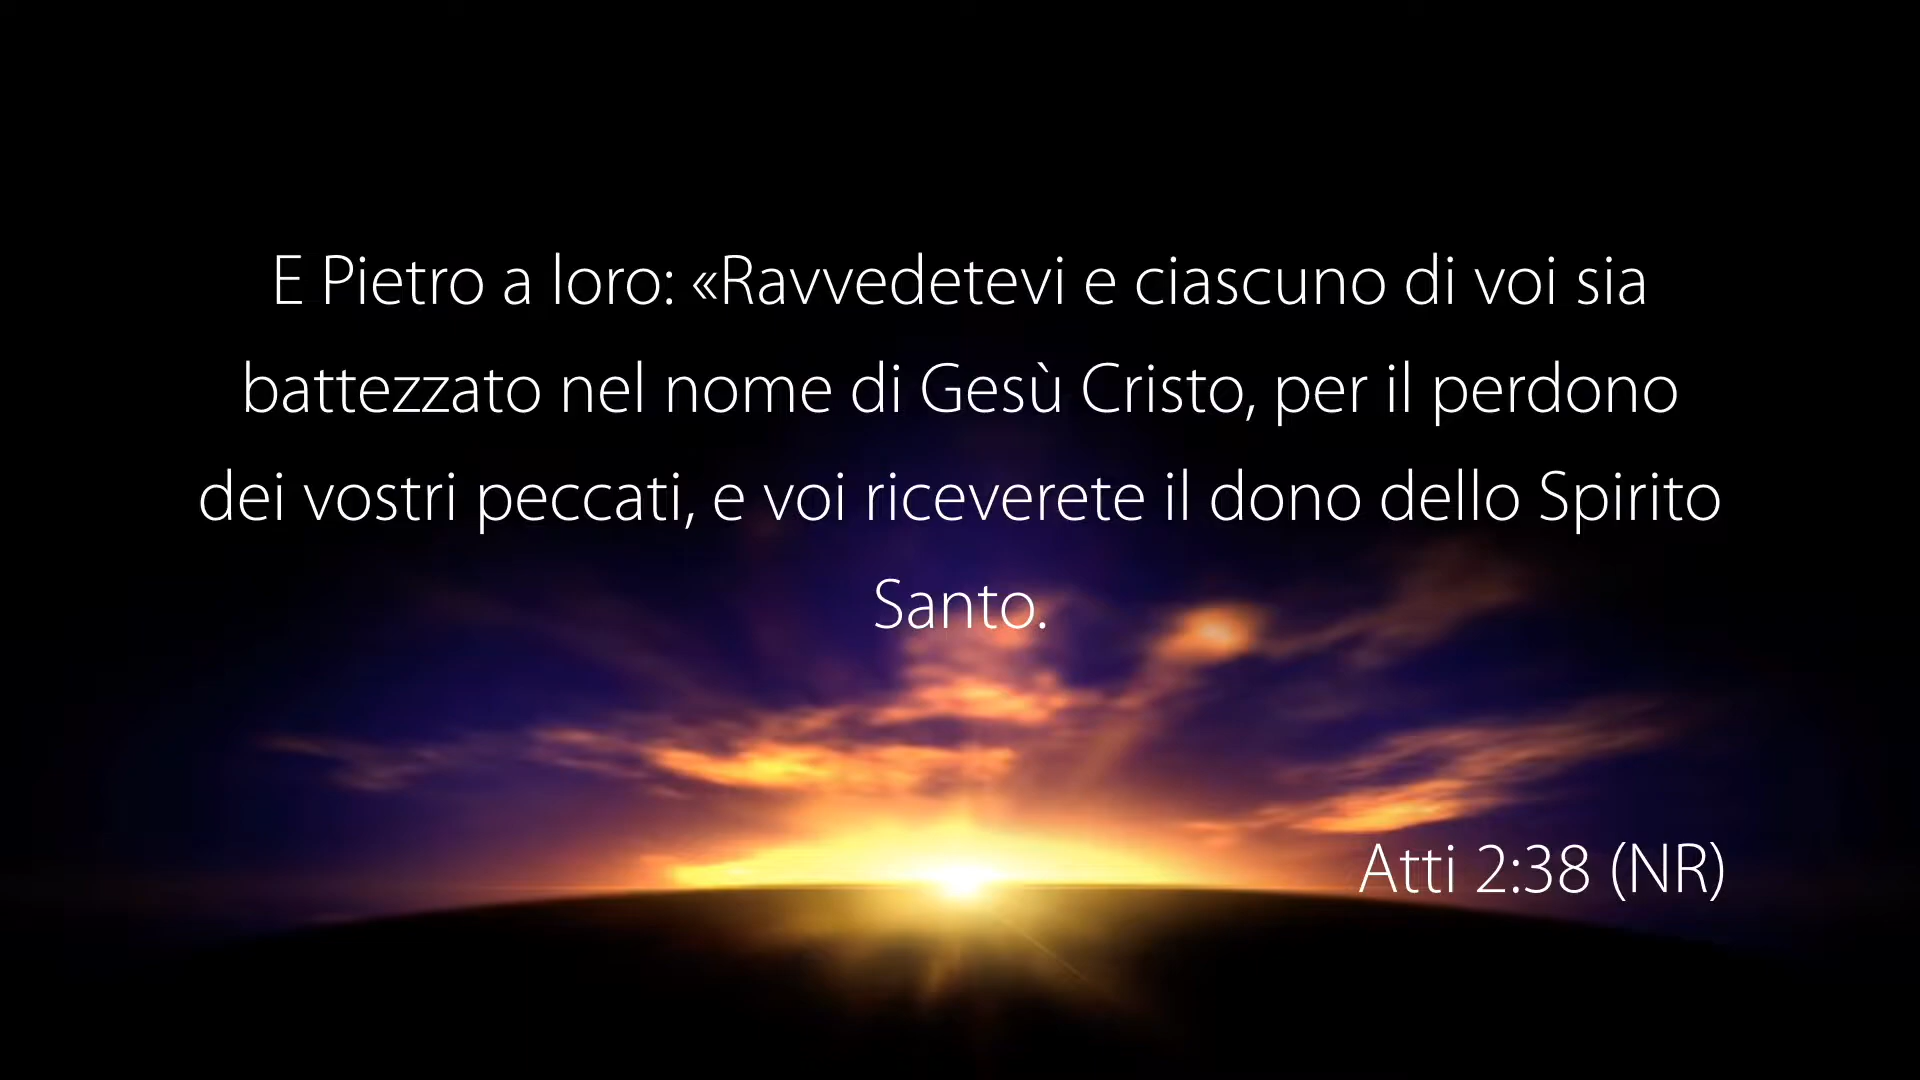 E Pietro a loro: «Ravvedetevi e ciascuno di voi sia
battezzato nel nome di Gesù Cristo, per il perdono
dei vostri peccati, e voi riceverete il dono dello Spirito
Santo.
Atti 2:38 (NR)